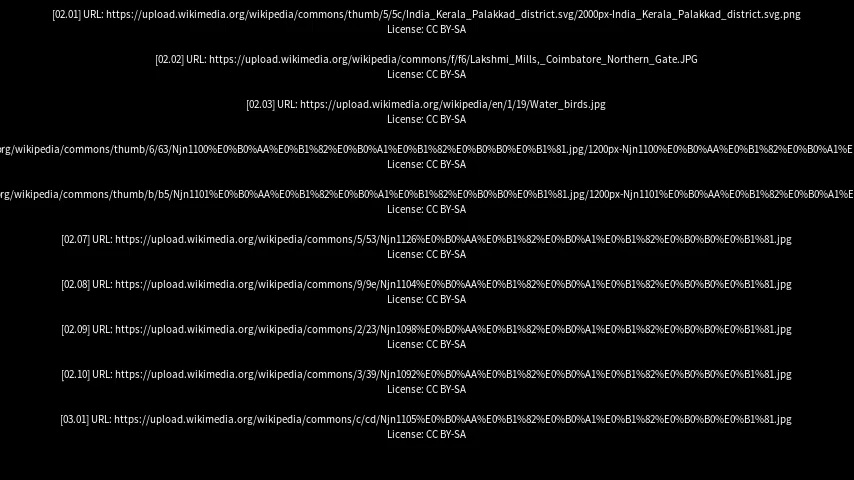 [02.01] URL: https://upload.wikimedia.org/wikipedia/commons/thumb/5/5c/India_Kerala_Palakkad_district.svg/2000px-India_Kerala_Palakkad_district.svg.png
License: CC BY-SA
[02.02] URL: https://upload.wikimedia.org/wikipedia/commons/f/f6/Lakshmi_Mills,_Coimbatore_Northern_Gate.JPG
License: CC BY-SA
[02.03] URL: https://upload.wikimedia.org/wikipedia/en/1/19/Water_birds.jpg
License: CC BY-SA
org/wikipedia/commons/thumb/6/63/Njn1100%E0%B0%AA%E0%B1%82%E0%B0%A1%E0%B1%82%E0%B0%B0%E0%B1%81.jpg/1200px-Njn1100%E0%B0%AA%E0%B1%82%E0%B0%A1%E
License: CC BY-SA
rg/wikipedia/commons/thumb/b/b5/Njn1101%E0%B0%AA%E0%B1%82%E0%B0%A1%E0%B1%82%E0%B0%B0%E0%B1%81.jpg/1200px-Njn1101%E0%B0%AA%E0%B1%82%E0%B0%A1%E
License: CC BY-SA
[02.07] URL: https://upload.wikimedia.org/wikipedia/commons/5/53/Njn1126%E0%B0%AA%E0%B1%82%E0%B0%A1%E0%B1%82%E0%B0%B0%E0%B1%81.jpg
License: CC BY-SA
[02.08] URL: https://upload.wikimedia.org/wikipedia/commons/9/9e/Njn1104%E0%B0%AA%E0%B1%82%E0%B0%A1%E0%B1%82%E0%B0%B0%E0%B1%81.jpg
License: CC BY-SA
[02.09] URL: https://upload.wikimedia.org/wikipedia/commons/2/23/Njn1098%E0%B0%AA%E0%B1%82%E0%B0%A1%E0%B1%82%E0%B0%B0%E0%B1%81.jpg
License: CC BY-SA
[02.10] URL: https://upload.wikimedia.org/wikipedia/commons/3/39/Njn1092%E0%B0%AA%E0%B1%82%E0%B0%A1%E0%B1%82%E0%B0%B0%E0%B1%81.jpg
License: CC BY-SA
[03.01] URL: https://upload.wikimedia.org/wikipedia/commons/c/cd/Njn1105%E0%B0%AA%E0%B1%82%E0%B0%A1%E0%B1%82%E0%B0%B0%E0%B1%81.jpg
License: CC BY-SA